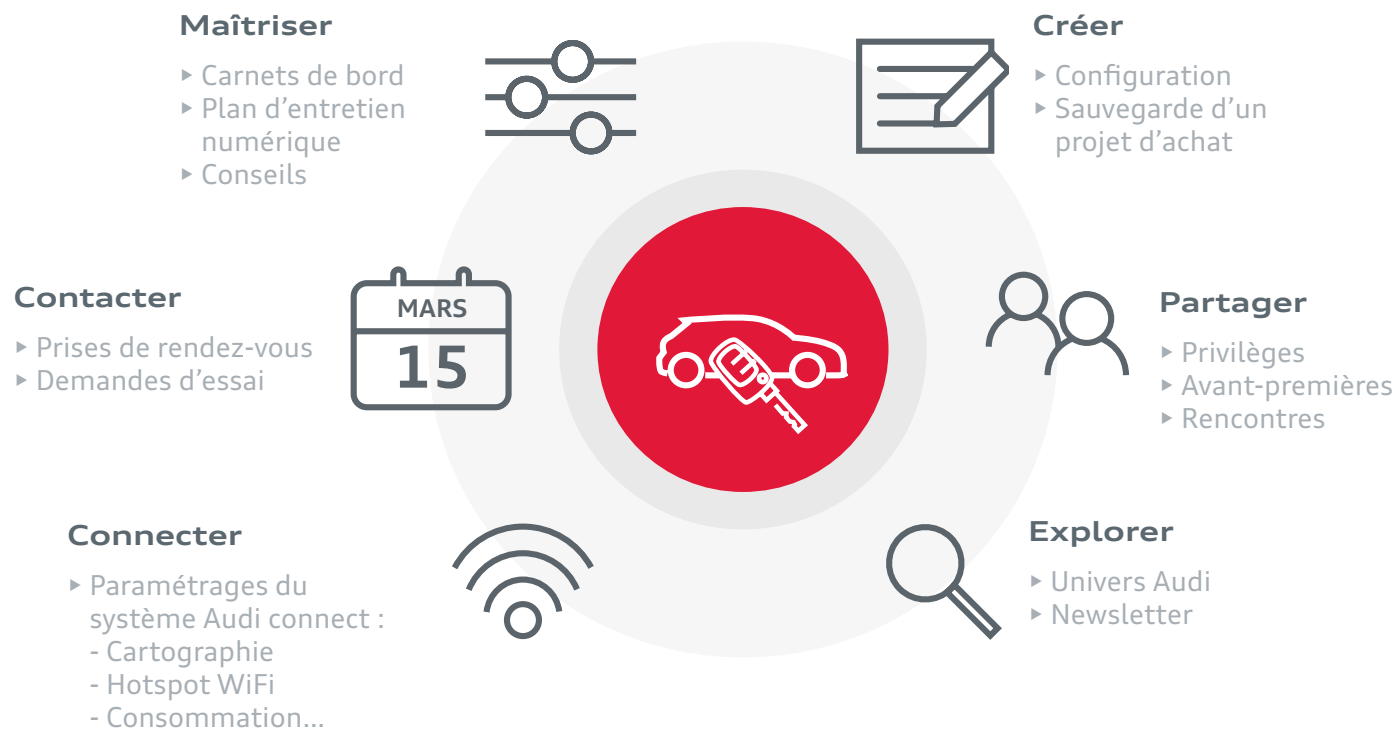 Maîtriser
▸ Carnets de bord
▸ Plan d’entretien
numérique
▸ Conseils
Créer
▸ Configuration
▸ Sauvegarde d’un
projet d’achat
Contacter
▸ Prises de rendez-vous
▸ Demandes d’essai
MARS
15
Partager
▸ Privilèges
▸ Avant-premières
▸ Rencontres
Connecter
▸ Paramétrages du
système Audi connect :
- Cartographie
- Hotspot WiFi
- Consommation...
Explorer
▸ Univers Audi
▸ Newsletter